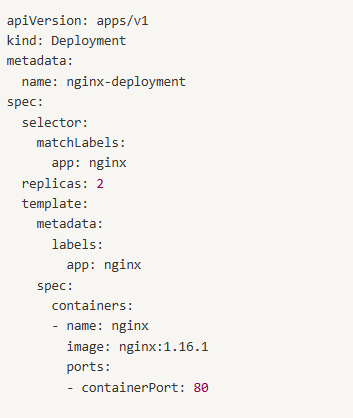 apiVersion: apps/v1
kind: Deployment
metadata:
  name: nginx-deployment
spec:
  selector:
    matchLabels:
      app: nginx
  replicas: 2
  template:
    metadata:
      labels:
        app: nginx
    spec:
      containers:
      - name: nginx
        image: nginx:1.16.1
        ports:
        - containerPort: 80